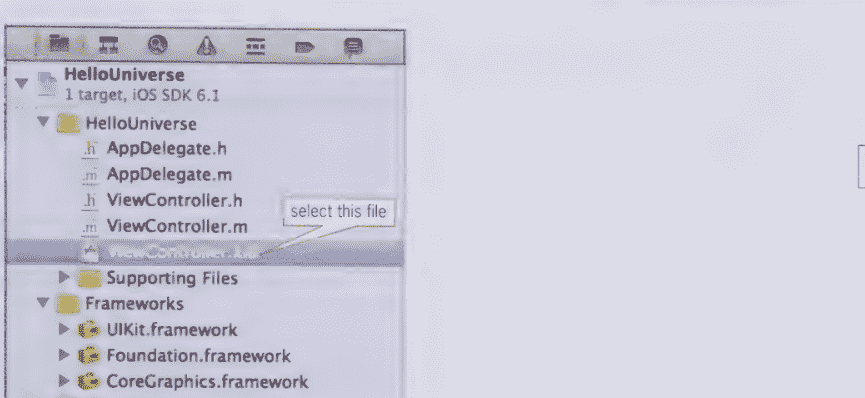 HelloUniverse
1 target, iOS SDK 6.1
HelloUniverse
.h AppDelegate.h
.m AppDelegate.m
.h ViewController.h
select this file
.m ViewController.m
Supporting Files
Frameworks
UIKit.framework
Foundation.framework
CoreGraphics.framework